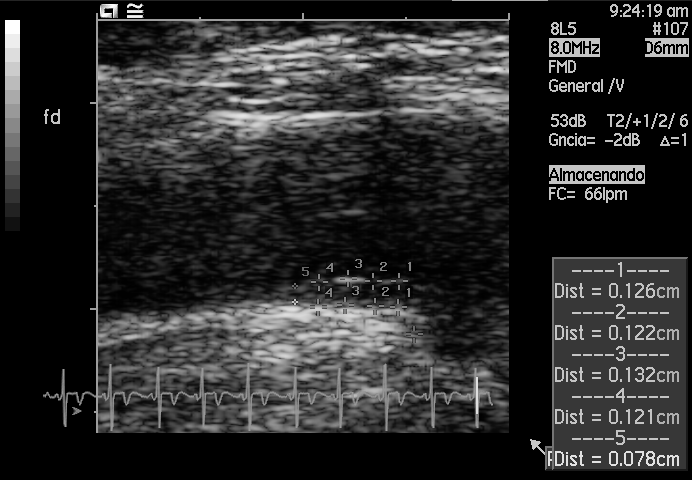 9:24:19 am
8L5 #107
8.0MHz D6mm
FMD
General /V
fd
53dB T2/+1/2/ 6
Gncia= -2dB Δ=1
Almacenando
FC= 66lpm
5 4 3 2 1
4 3 2 1
----1----
Dist = 0.126cm
----2----
Dist = 0.122cm
----3----
Dist = 0.132cm
----4----
Dist = 0.121cm
----5----
Dist = 0.078cm